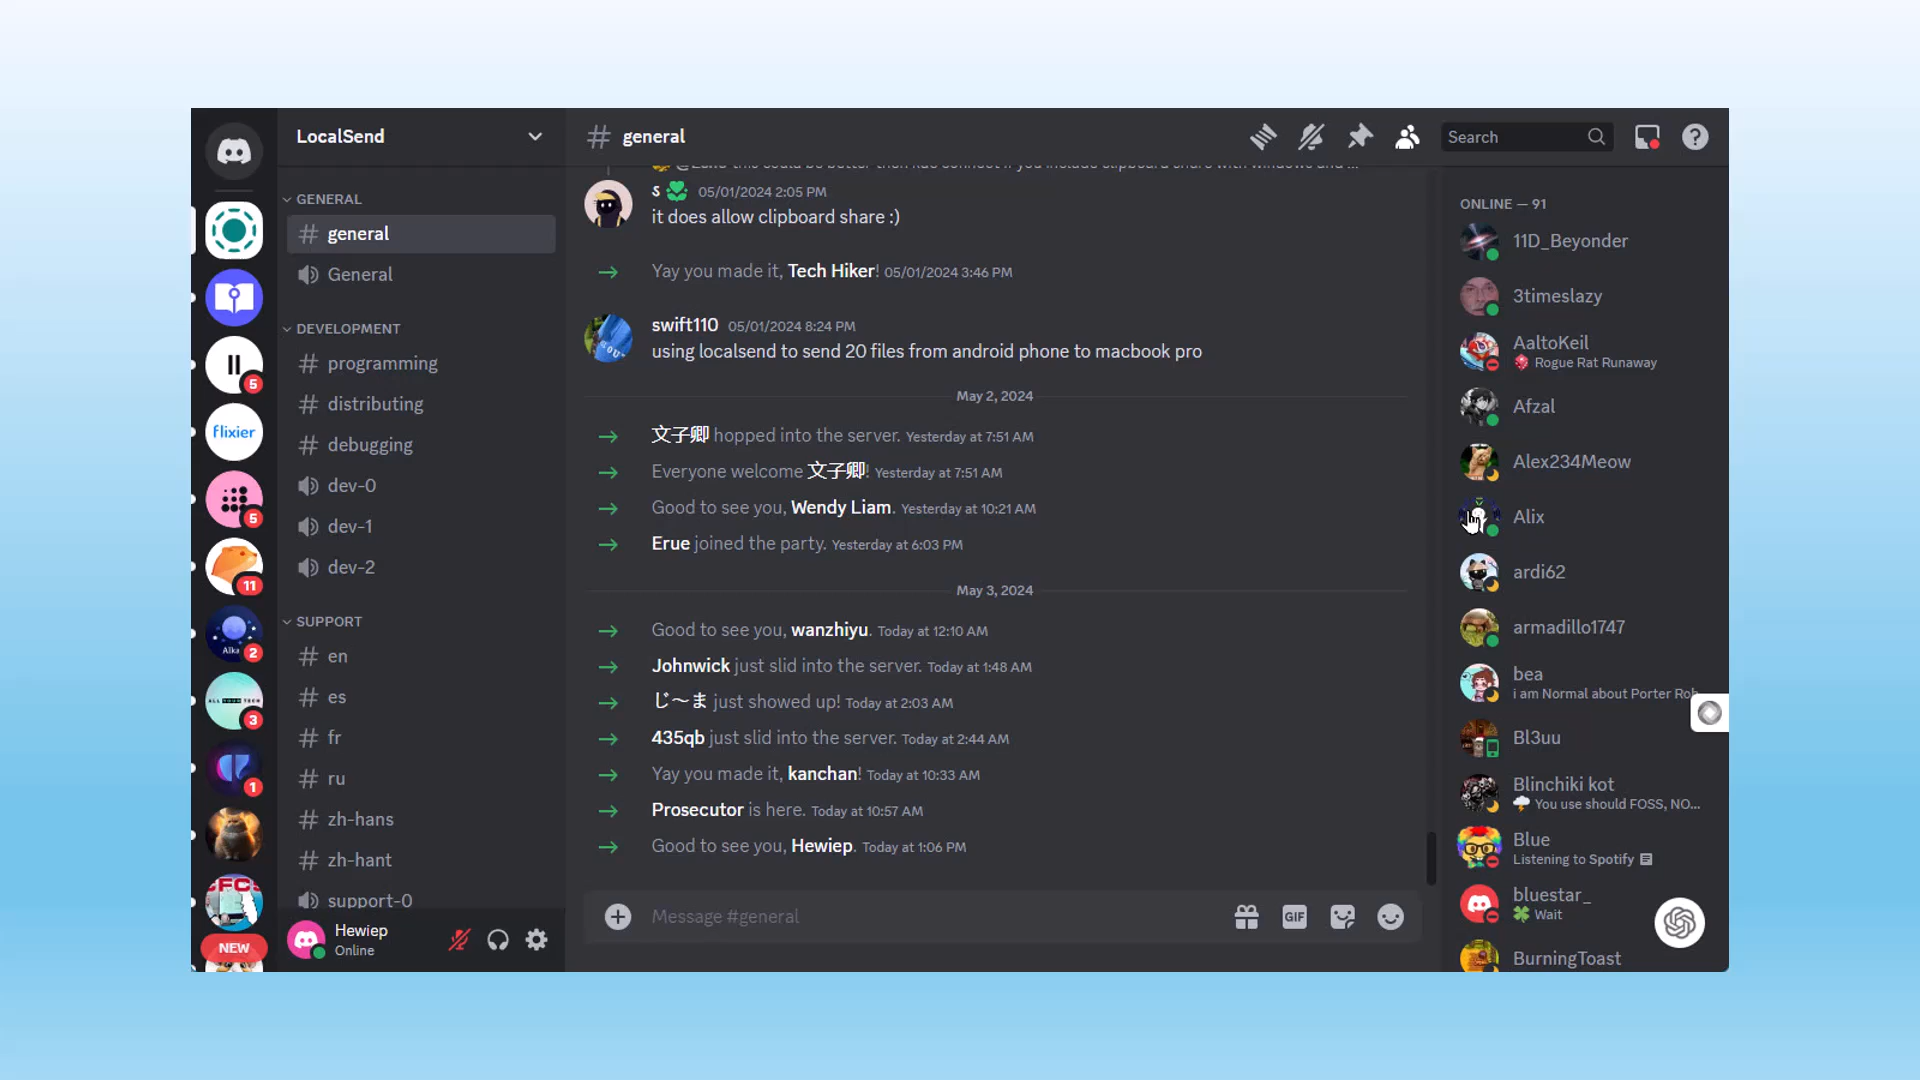 LocalSend
general
Search
GENERAL
general
General
DEVELOPMENT
programming
distributing
debugging
dev-0
dev-1
dev-2
SUPPORT
en
es
fr
ru
zh-hans
zh-hant
support-0
Hewiep
Online
flixier
5
5
11
Aika
2
ALL YOUR TECH
3
1
NEW
S 05/01/2024 2:05 PM
it does allow clipboard share :)
Yay you made it, Tech Hiker! 05/01/2024 3:46 PM
swift110 05/01/2024 8:24 PM
using localsend to send 20 files from android phone to macbook pro
May 2, 2024
文子卿 hopped into the server. Yesterday at 7:51 AM
Everyone welcome 文子卿! Yesterday at 7:51 AM
Good to see you, Wendy Liam. Yesterday at 10:21 AM
Erue joined the party. Yesterday at 6:03 PM
May 3, 2024
Good to see you, wanzhiyu. Today at 12:10 AM
Johnwick just slid into the server. Today at 1:48 AM
じ〜ま just showed up! Today at 2:03 AM
435qb just slid into the server. Today at 2:44 AM
Yay you made it, kanchan! Today at 10:33 AM
Prosecutor is here. Today at 10:57 AM
Good to see you, Hewiep. Today at 1:06 PM
Message #general
GIF
ONLINE — 91
11D_Beyonder
3timeslazy
AaltoKeil
Rogue Rat Runaway
Afzal
Alex234Meow
Alix
ardi62
armadillo1747
bea
i am Normal about Porter Rob
Bl3uu
Blinchiki kot
You use should FOSS, NO...
Blue
Listening to Spotify
bluestar_
Wait
BurningToast